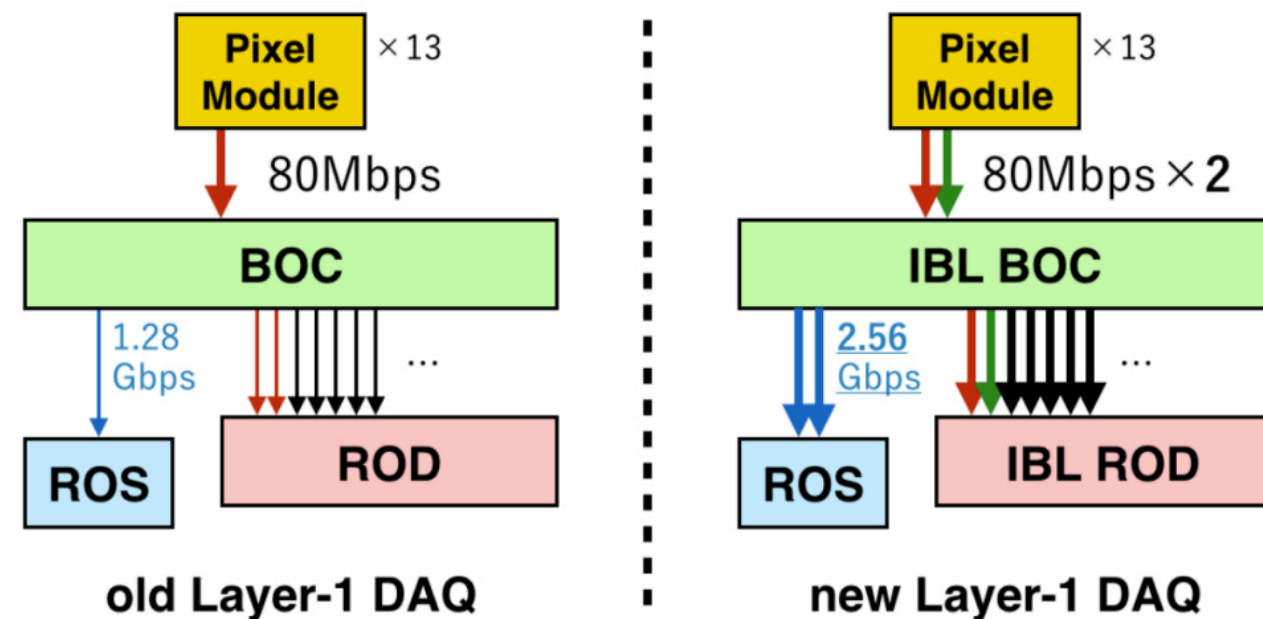 Pixel
Module
× 13
80Mbps
BOC
1.28
Gbps
...
ROS
ROD
old Layer-1 DAQ
Pixel
Module
× 13
80Mbps × 2
IBL BOC
2.56
Gbps
...
ROS
IBL ROD
new Layer-1 DAQ